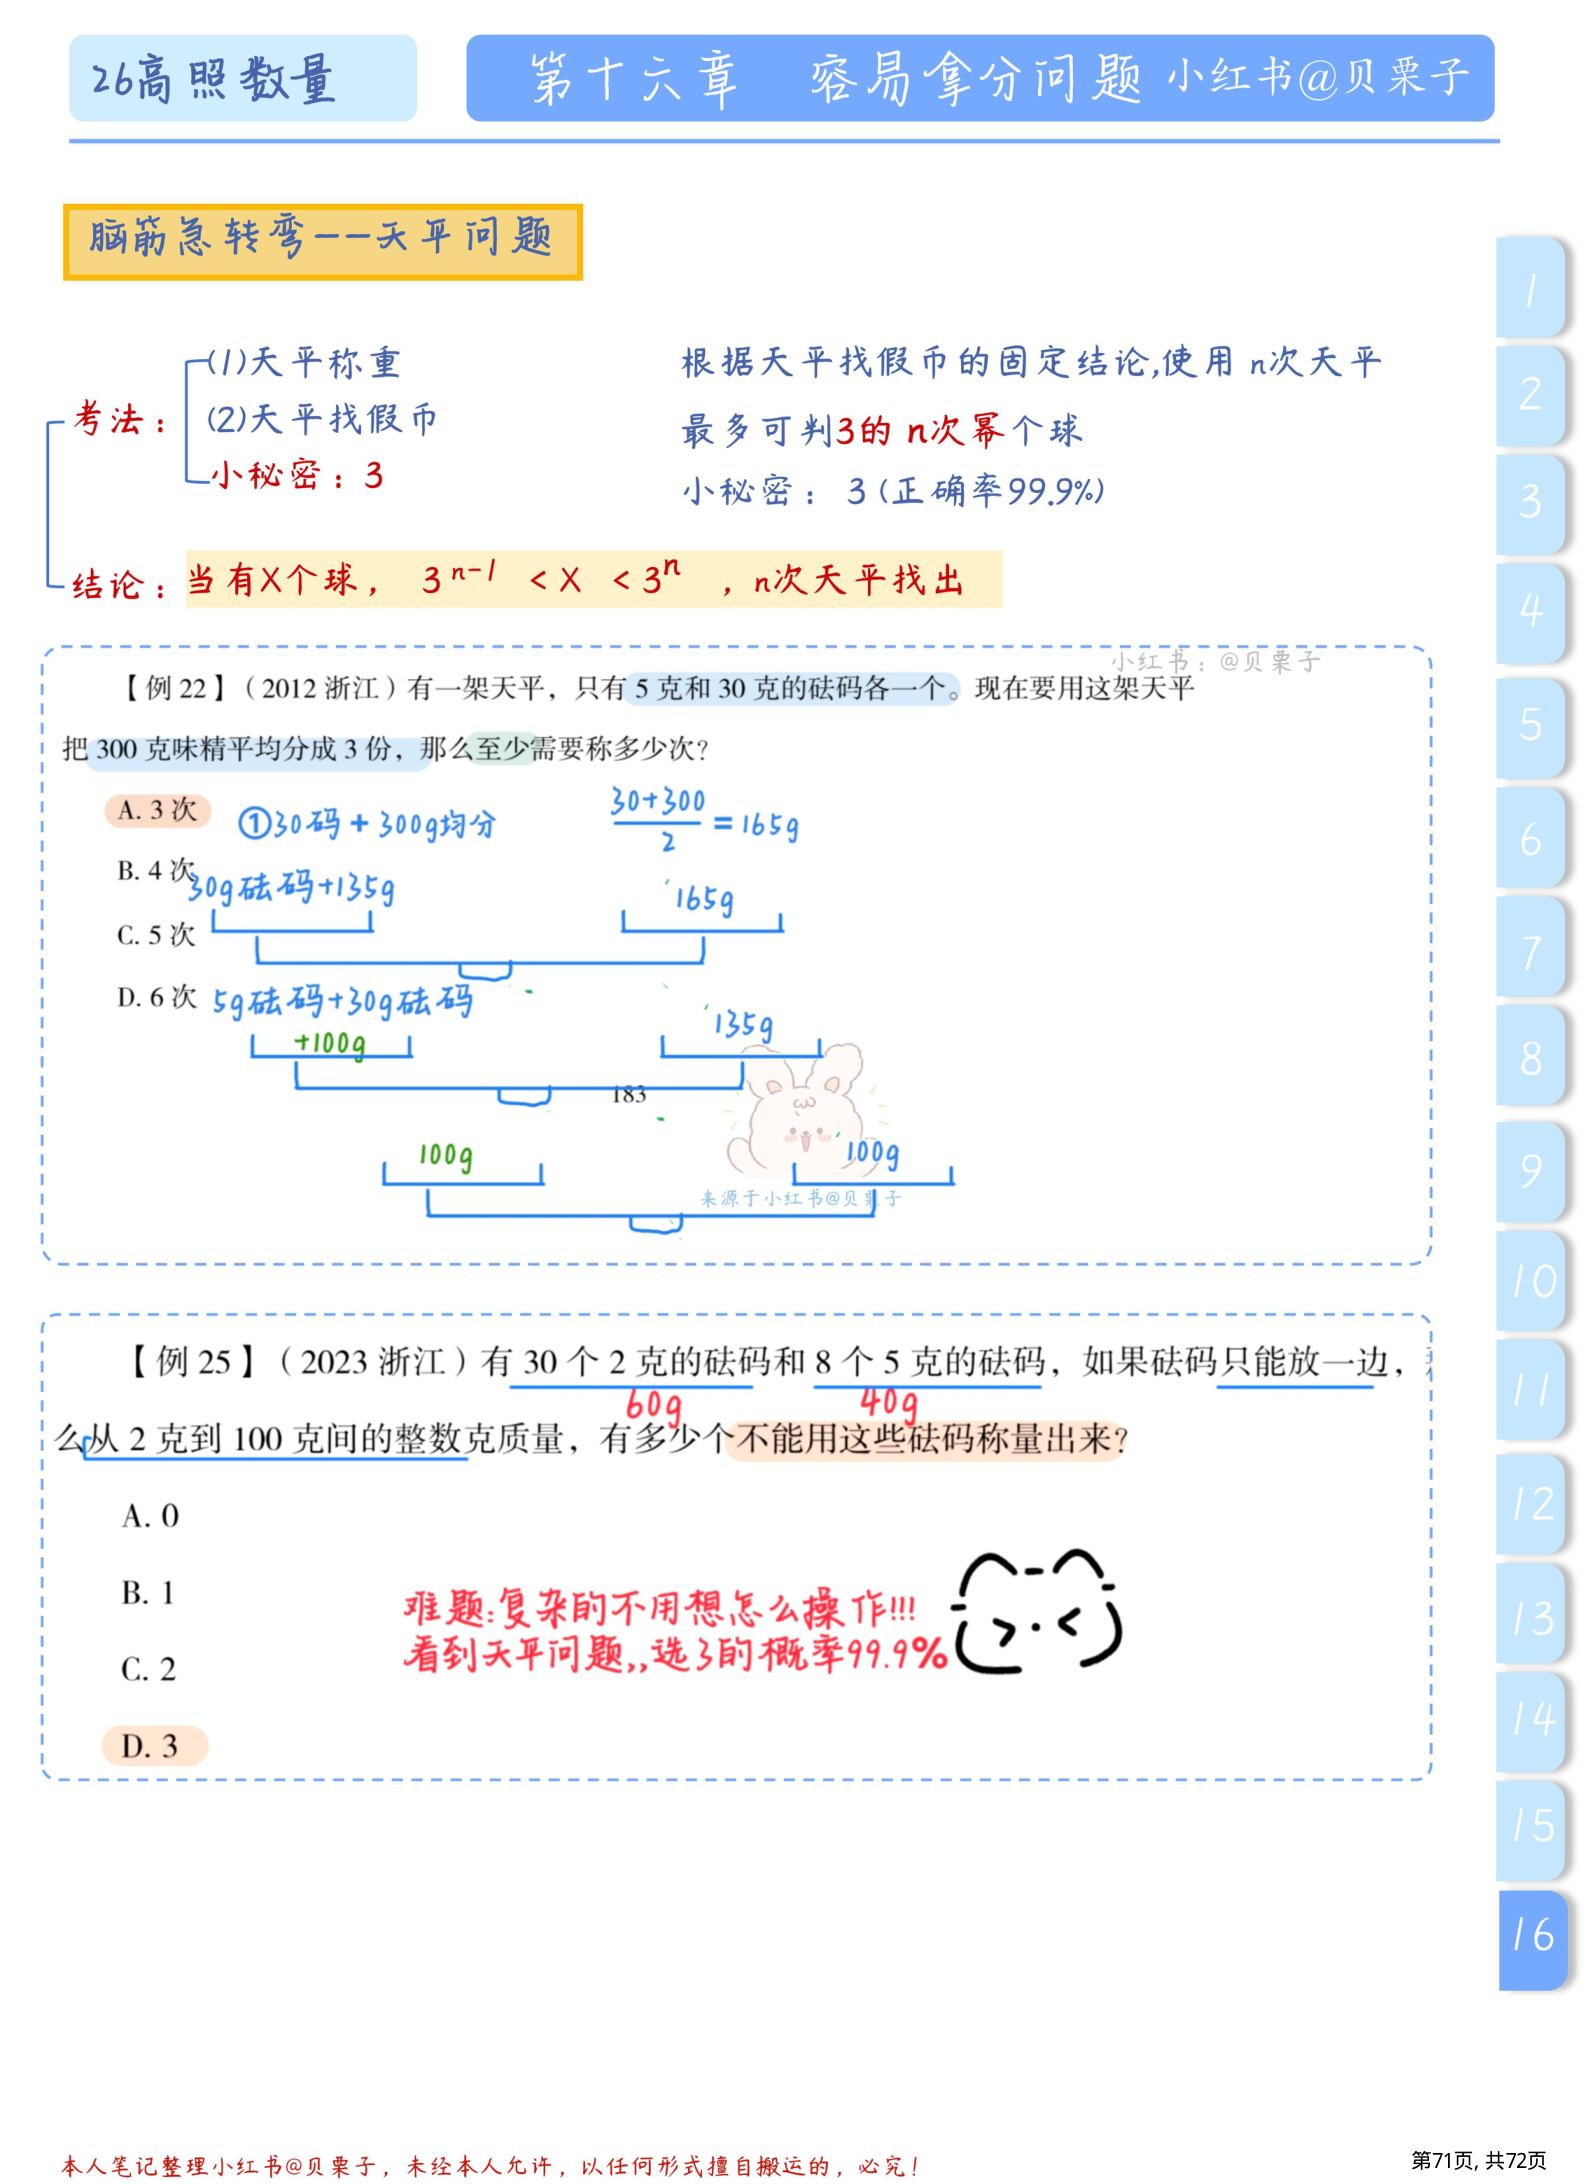 26高照数量
第十六章 容易拿分问题 小红书@贝栗子
脑筋急转弯--天平问题
考法：
(1)天平称重
(2)天平找假币
小秘密：3
根据天平找假币的固定结论,使用 n次天平
最多可判3的 n次幂个球
小秘密： 3 (正确率99.9%)
结论：当有X个球， 3ⁿ⁻¹ < X < 3ⁿ ，n次天平找出
小红书：@贝栗子
【例 22】（2012 浙江）有一架天平，只有 5 克和 30 克的砝码各一个。现在要用这架天平
把 300 克味精平均分成 3 份，那么至少需要称多少次？
A. 3 次
①30码 + 300g均分
30+300
2
= 165g
B. 4 次
30g砝码+135g
165g
C. 5 次
D. 6 次
5g砝码+30g砝码
+100g
135g
183
100g
100g
来源于小红书@贝栗子
【例 25】（2023 浙江）有 30 个 2 克的砝码和 8 个 5 克的砝码，如果砝码只能放一边，
60g
40g
么从 2 克到 100 克间的整数克质量，有多少个不能用这些砝码称量出来？
A. 0
B. 1
C. 2
D. 3
难题:复杂的不用想怎么操作!!!
看到天平问题,,选3的概率99.9%
1
2
3
4
5
6
7
8
9
10
11
12
13
14
15
16
本人笔记整理小红书@贝栗子，未经本人允许，以任何形式擅自搬运的，必究！
第71页, 共72页